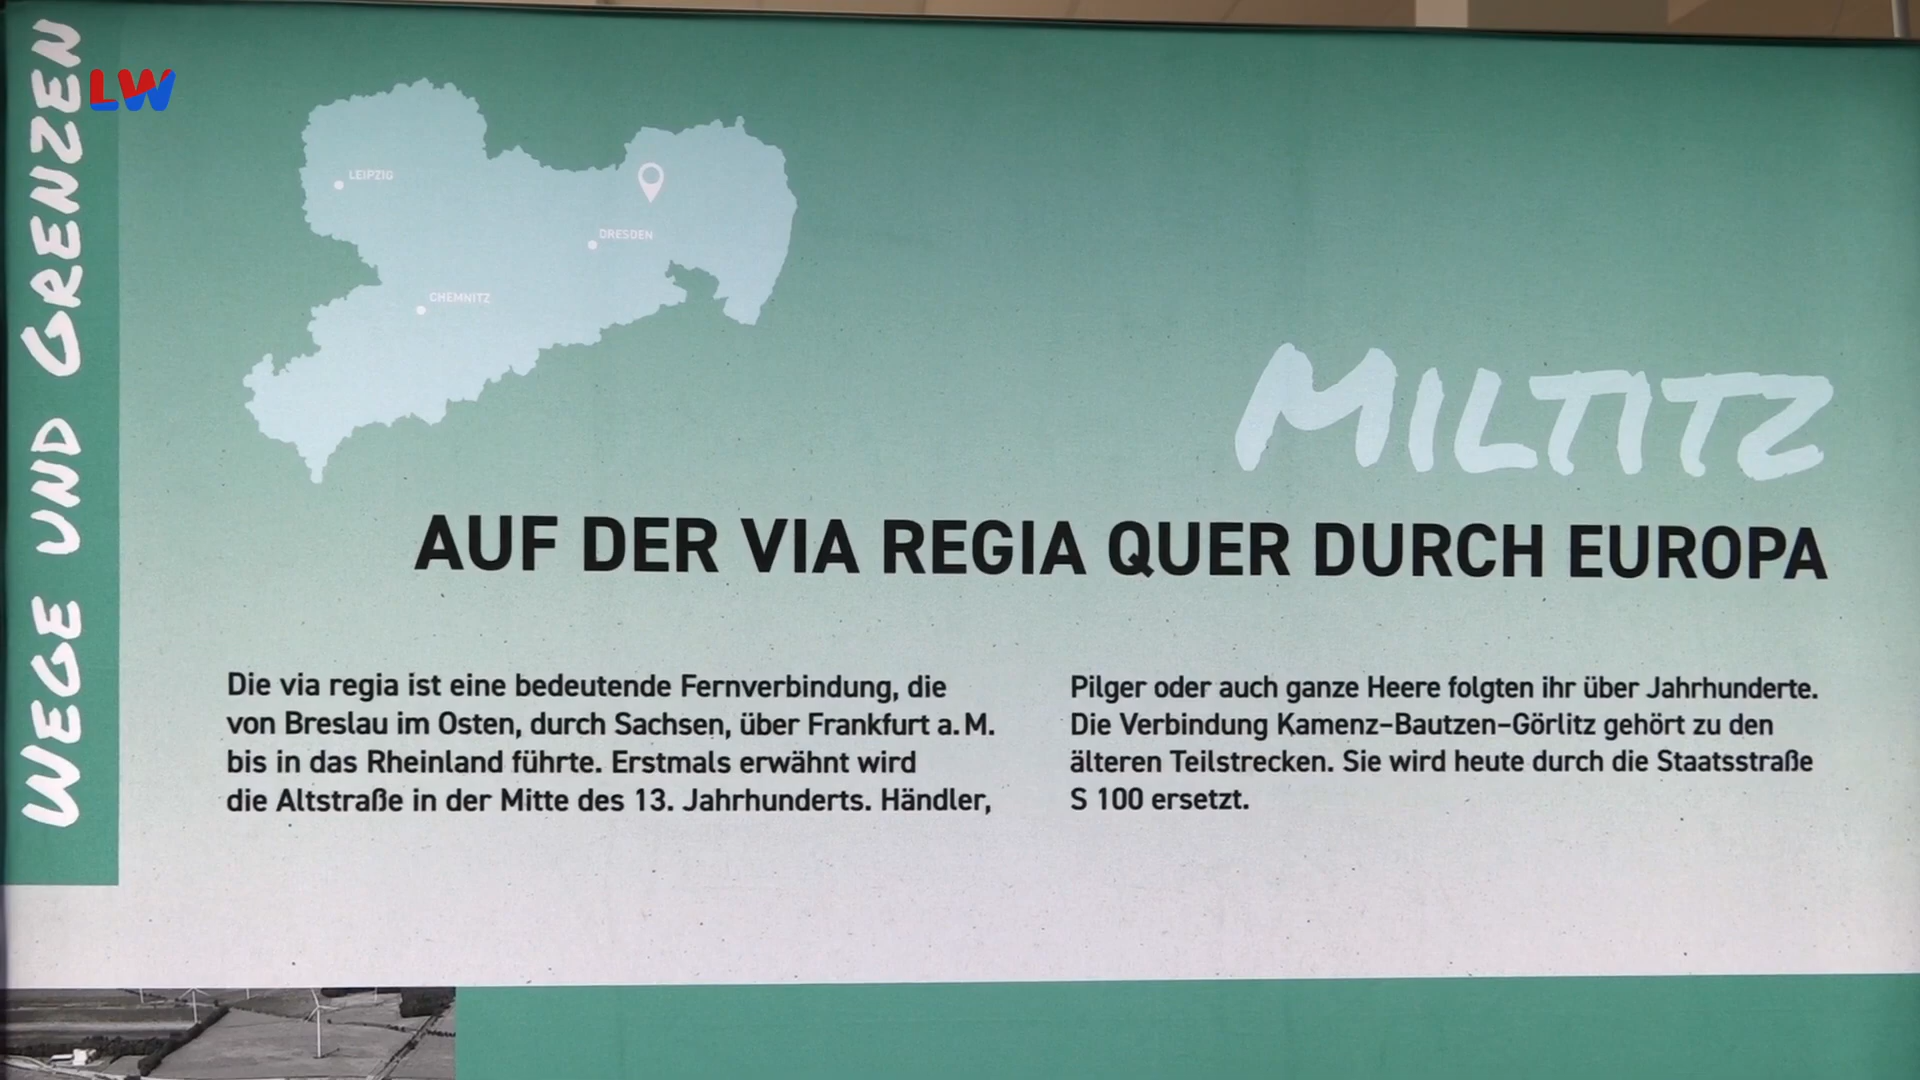 WEGE UND GRENZEN
LW
LEIPZIG
DRESDEN
CHEMNITZ
MILTITZ
AUF DER VIA REGIA QUER DURCH EUROPA
Die via regia ist eine bedeutende Fernverbindung, die
von Breslau im Osten, durch Sachsen, über Frankfurt a. M.
bis in das Rheinland führte. Erstmals erwähnt wird
die Altstraße in der Mitte des 13. Jahrhunderts. Händler,
Pilger oder auch ganze Heere folgten ihr über Jahrhunderte.
Die Verbindung Kamenz–Bautzen–Görlitz gehört zu den
älteren Teilstrecken. Sie wird heute durch die Staatsstraße
S 100 ersetzt.